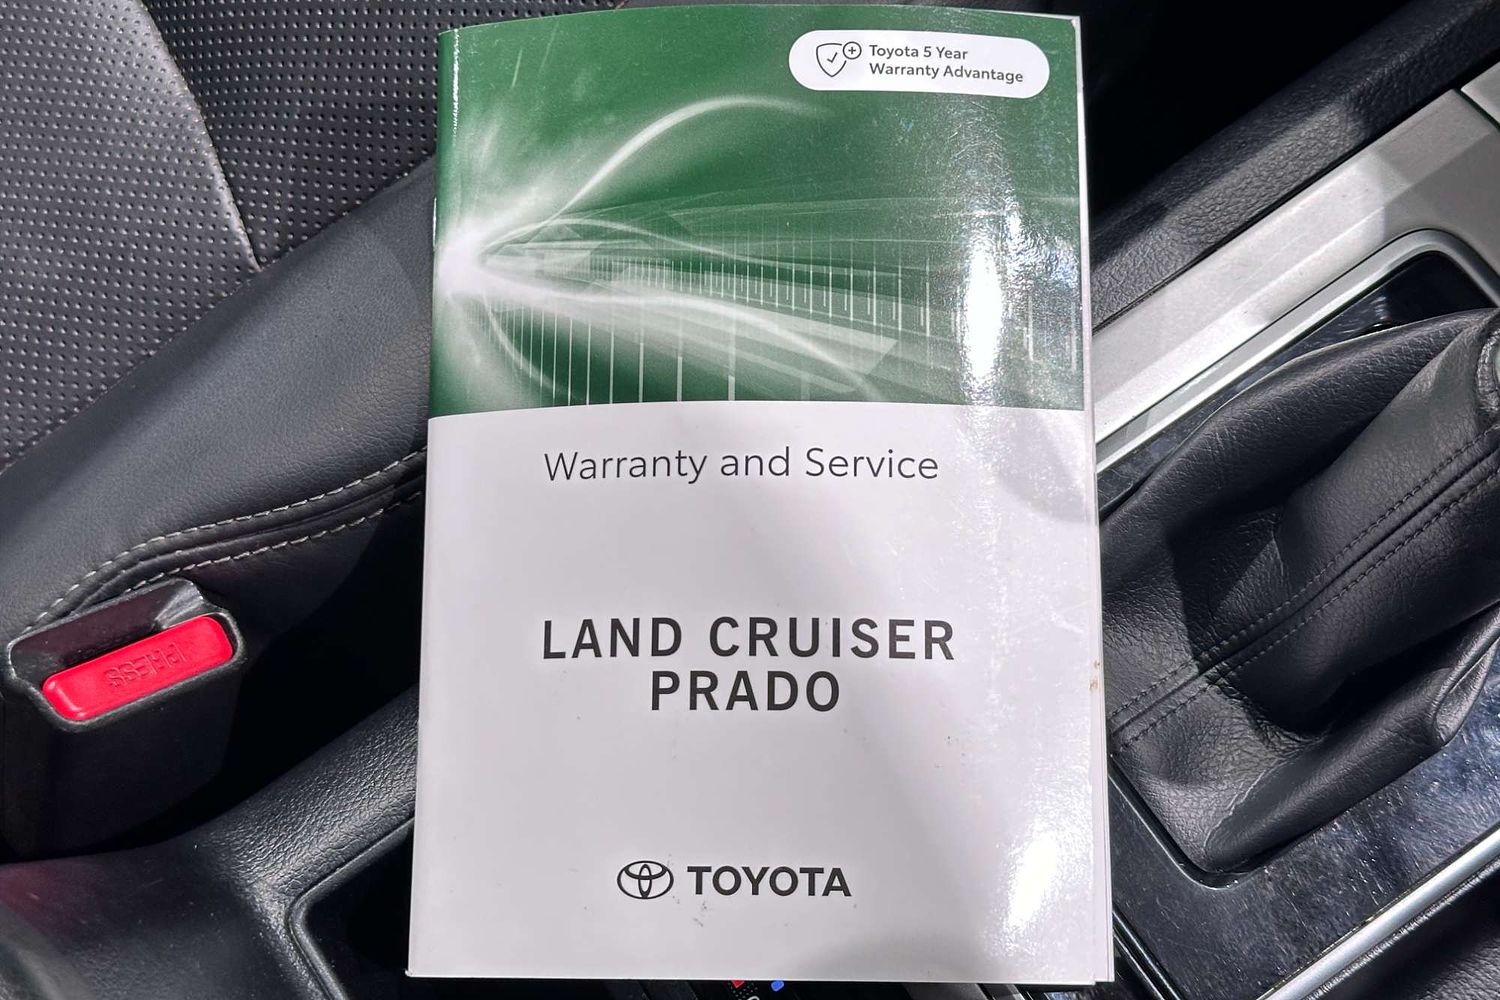 Toyota 5 Year
Warranty Advantage
Warranty and Service
LAND CRUISER
PRADO
TOYOTA
PRESS